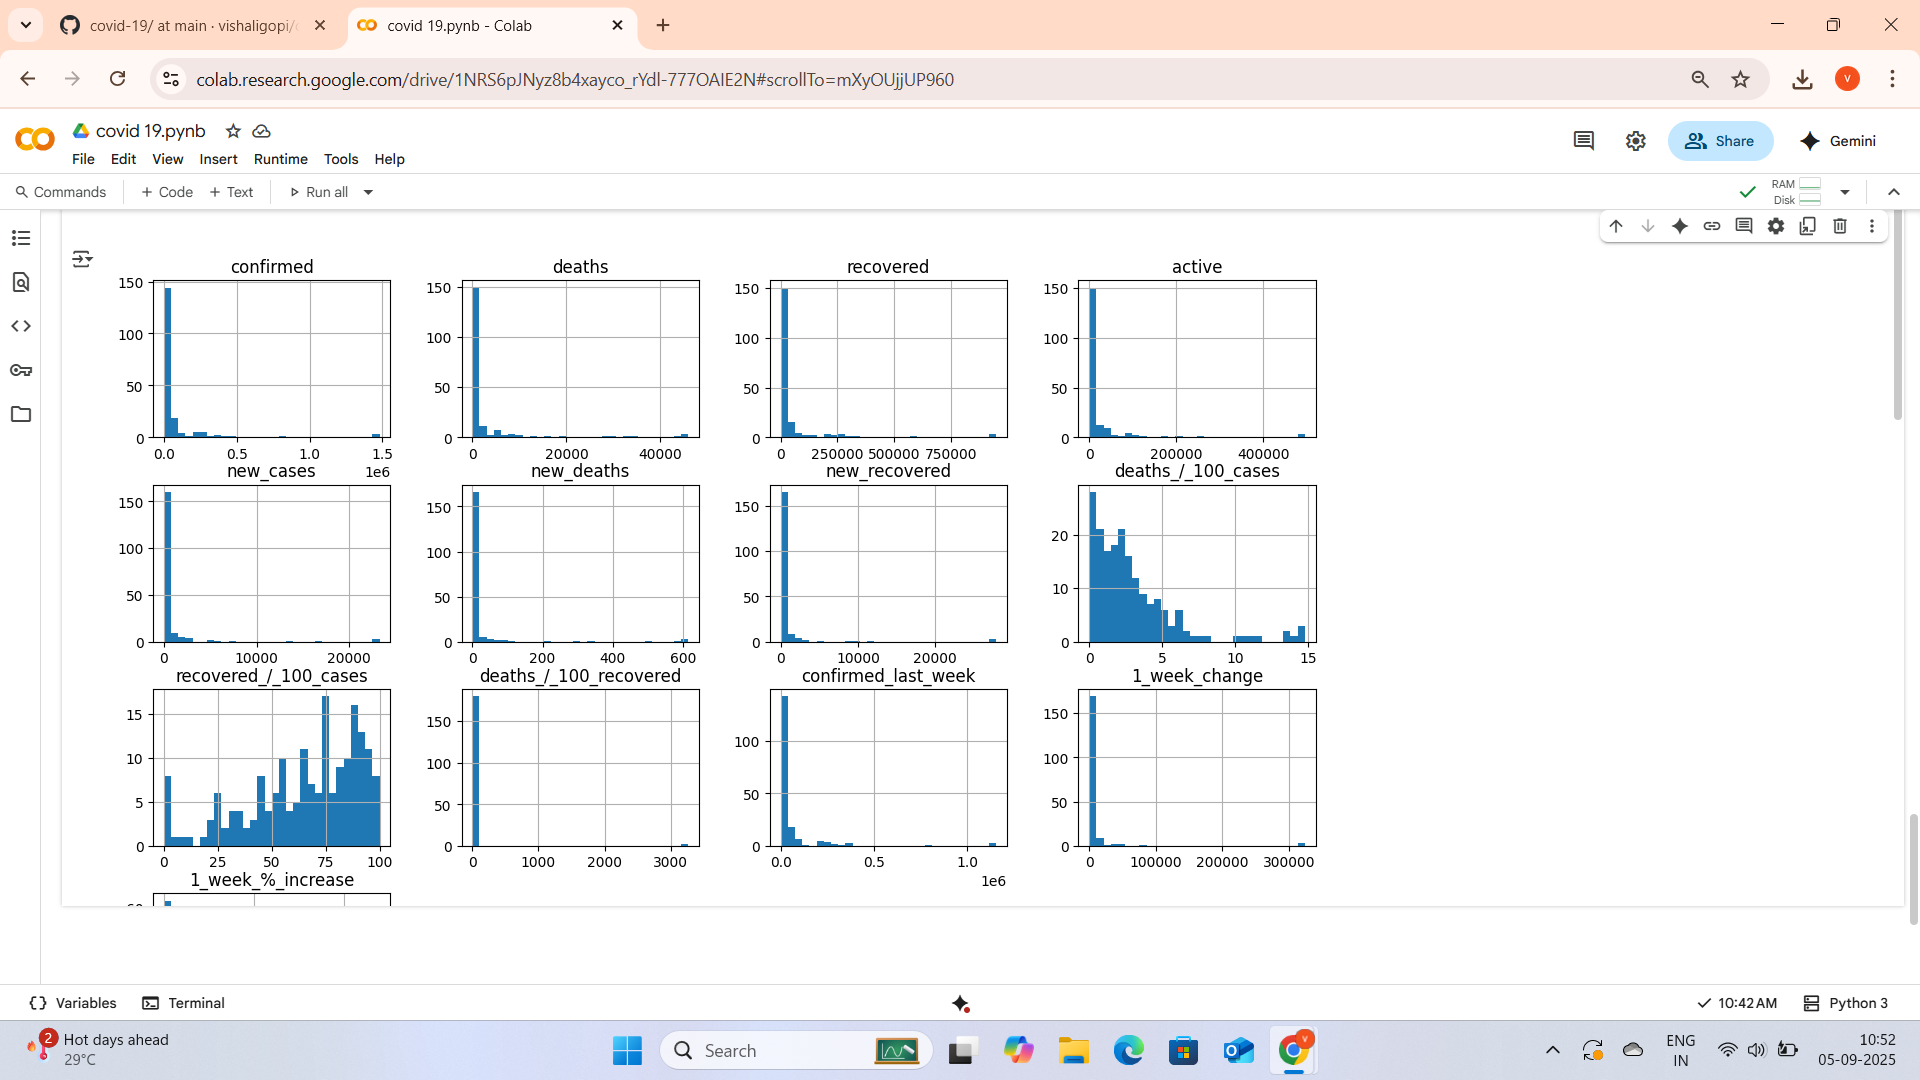 covid-19/ at main · vishaligopi/
covid 19.pynb - Colab
colab.research.google.com/drive/1NRS6pJNyz8b4xayco_rYdl-777OAIE2N#scrollTo=mXyOUjjUP960
V
covid 19.pynb
File Edit View Insert Runtime Tools Help
Share
Gemini
Commands + Code + Text Run all
RAM
Disk
confirmed
150
100
50
0
0.0 0.5 1.0 1.5
1e6
deaths
150
100
50
0
0 20000 40000
recovered
150
100
50
0
0 250000 500000 750000
active
150
100
50
0
0 200000 400000
new_cases
150
100
50
0
0 10000 20000
new_deaths
150
100
50
0
0 200 400 600
new_recovered
150
100
50
0
0 10000 20000
deaths_/_100_cases
20
10
0
0 5 10 15
recovered_/_100_cases
15
10
5
0
0 25 50 75 100
deaths_/_100_recovered
150
100
50
0
0 1000 2000 3000
confirmed_last_week
100
50
0
0.0 0.5 1.0
1e6
1_week_change
150
100
50
0
0 100000 200000 300000
1_week_%_increase
Variables
Terminal
10:42 AM
Python 3
2
Hot days ahead
29°C
Search
V
ENG
IN
10:52
05-09-2025